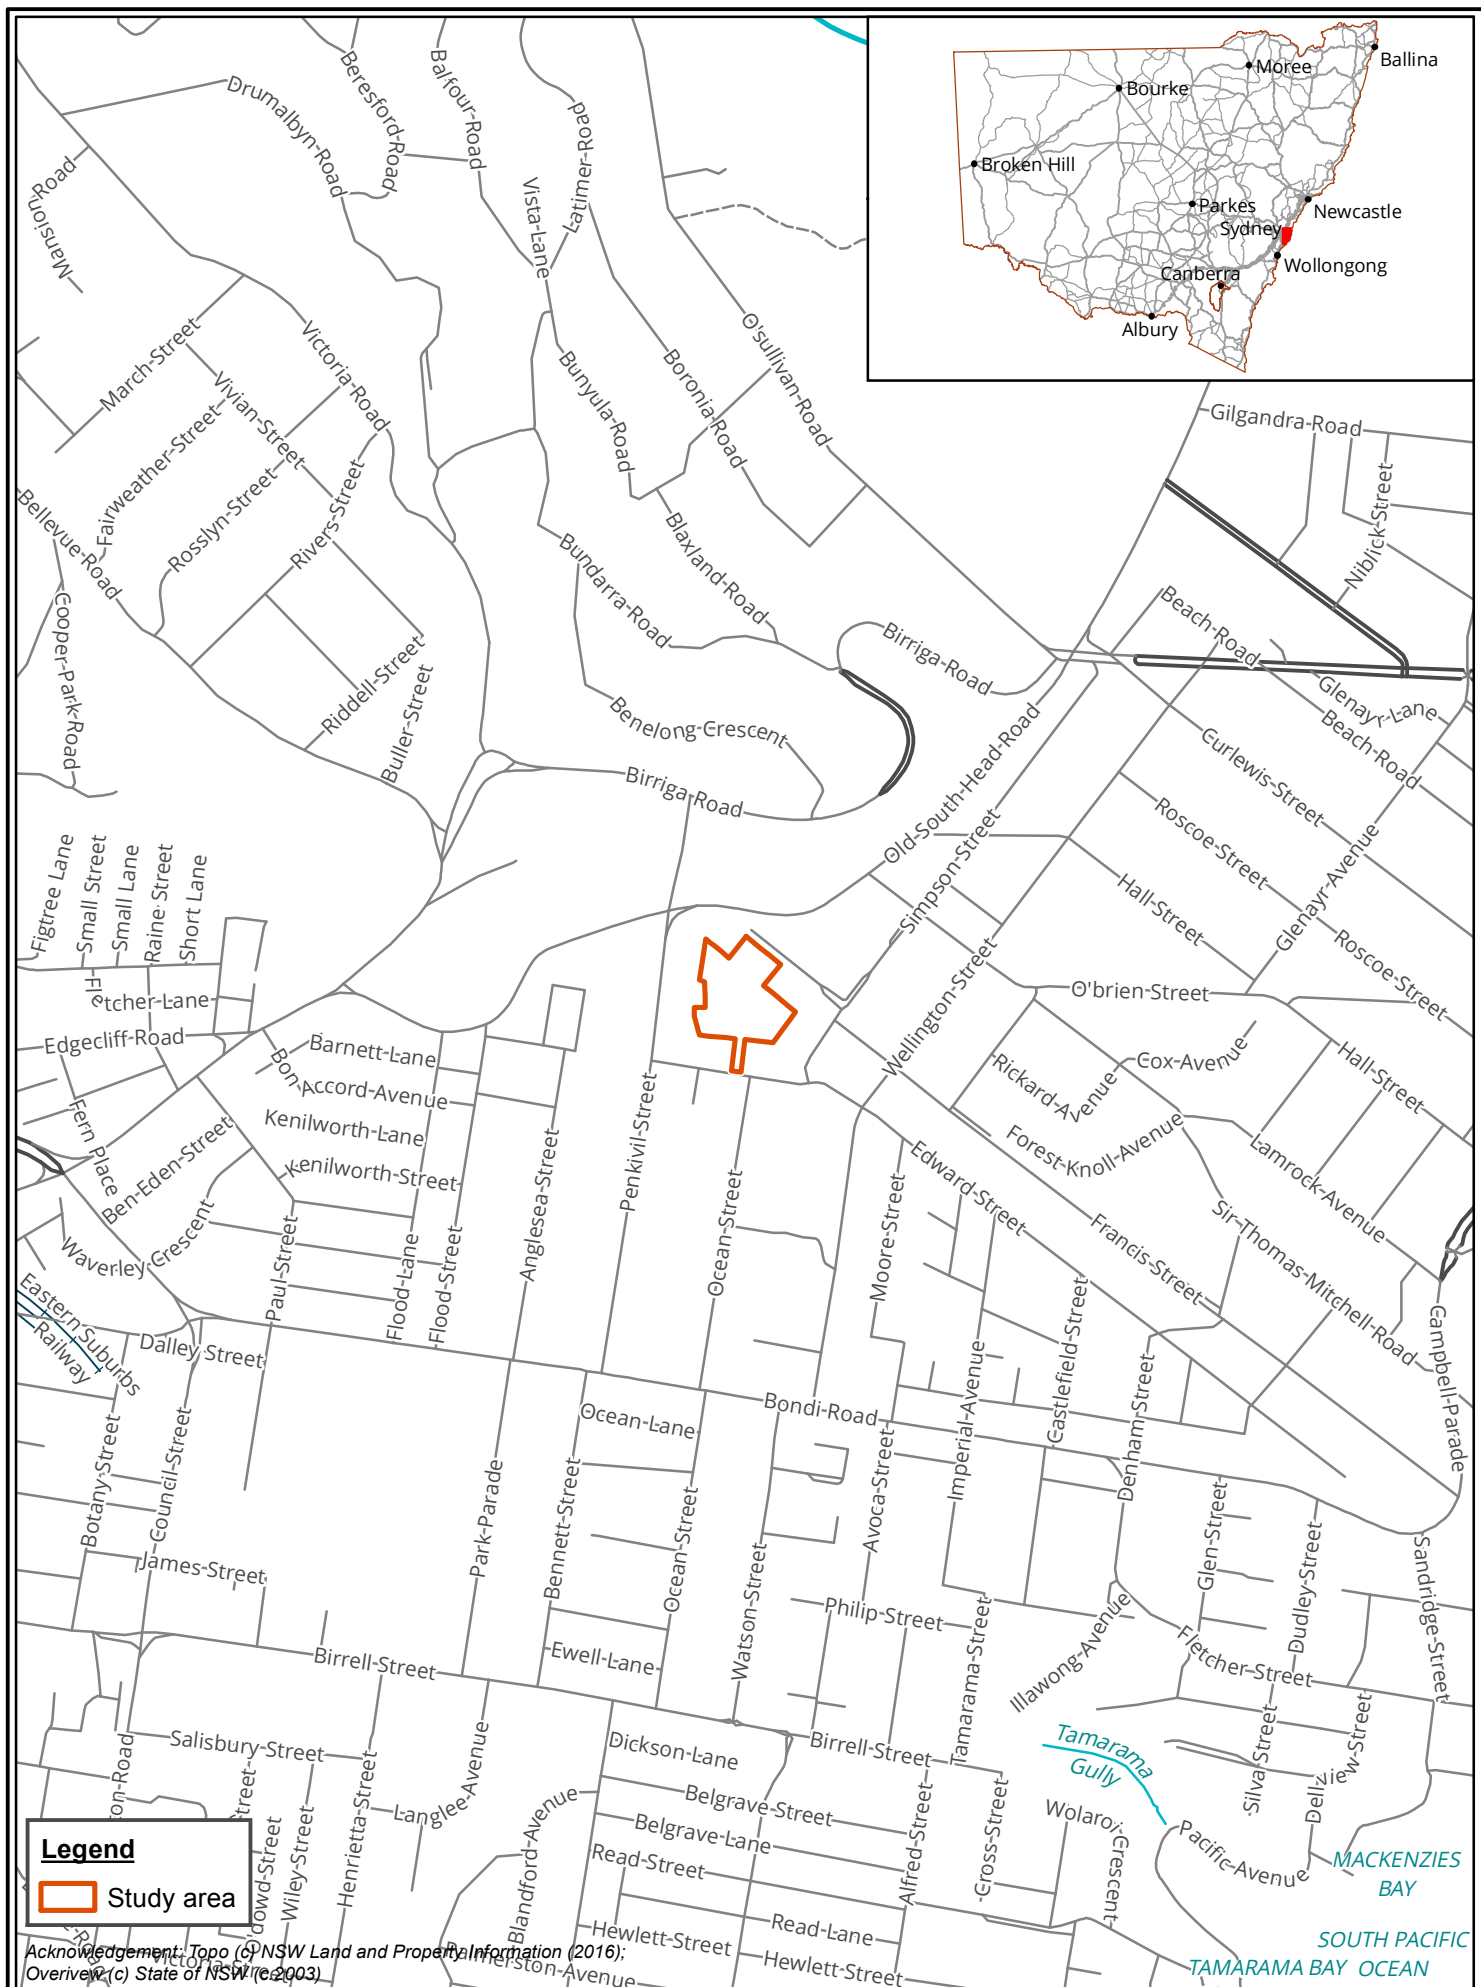 Ballina
Moree
Bourke
Broken Hill
Parkes
Newcastle
Sydney
Wollongong
Canberra
Albury
Drumalbyn Road
Beresford Road
Balfour Road
Latimer Road
Vista Lane
Mansion Road
March Street
Victoria Road
Vivian Street
Fairweather Street
Rosslyn Street
Rivers Street
Bellevue Road
Cooper Park Road
Riddell Street
Buller Street
O'sullivan Road
Boronia Road
Bunyula Road
Blaxland Road
Bundarra Road
Benelong Crescent
Birriga Road
Birriga Road
Gilgandra Road
Niblick Street
Beach Road
Glenayr Lane
Beach Road
Curlewis Street
Old South Head Road
Roscoe Street
Simpson Street
Hall Street
Glenayr Avenue
Roscoe Street
Figtree Lane
Small Street
Small Lane
Raine Street
Short Lane
Fletcher Lane
Edgecliff Road
Wellington Street
O'brien Street
Hall Street
Cox Avenue
Rickard Avenue
Forest Knoll Avenue
Lamrock Avenue
Barnett Lane
Bon Accord Avenue
Kenilworth Lane
Kenilworth Street
Fern Place
Ben Eden Street
Waverley Crescent
Paul Street
Flood Lane
Flood Street
Anglesea Street
Penkivil Street
Ocean Street
Moore Street
Edward Street
Francis Street
Sir Thomas Mitchell Road
Campbell Parade
Eastern Suburbs
Railway
Dalley Street
Castlefield Street
Imperial Avenue
Denham Street
Bondi Road
Ocean Lane
Botany Street
Council Street
Park Parade
Bennett Street
Ocean Street
Avoca Street
Watson Street
Glen Street
Dudley Street
Sandridge Street
James Street
Philip Street
Tamarama Street
Illawong Avenue
Fletcher Street
Birrell Street
Ewell Lane
Salisbury Street
Henrietta Street
Langlee Avenue
Dickson Lane
Birrell Street
Tamarama
Gully
Silva Street
Dellview Street
Belgrave Street
Belgrave Lane
Alfred Street
Cross Street
Wolaroi Crescent
Pacific Avenue
MACKENZIES
BAY
Wiley Street
O'dowd Street
Blandford Avenue
Read Street
Read Lane
Hewlett Street
Hewlett Street
Palmerston Avenue
Victoria Street
SOUTH PACIFIC
OCEAN
TAMARAMA BAY
Legend
Study area
Acknowledgement: Topo (c) NSW Land and Property Information (2016);
Overivew (c) State of NSW (c.2003)